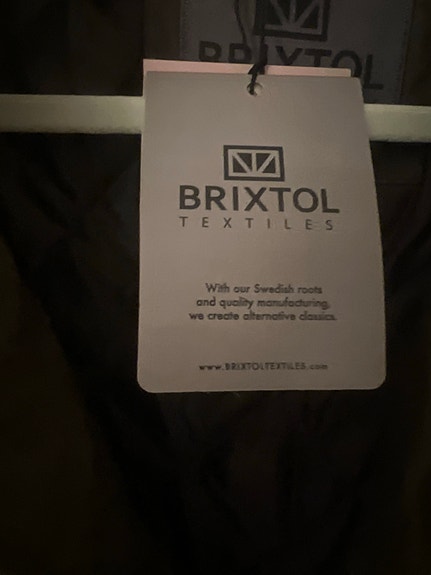 BRIXTOL
BRIXTOL
TEXTILES
With our Swedish roots
and quality manufacturing,
we create alternative classics.
www.BRIXTOLTEXTILES.com